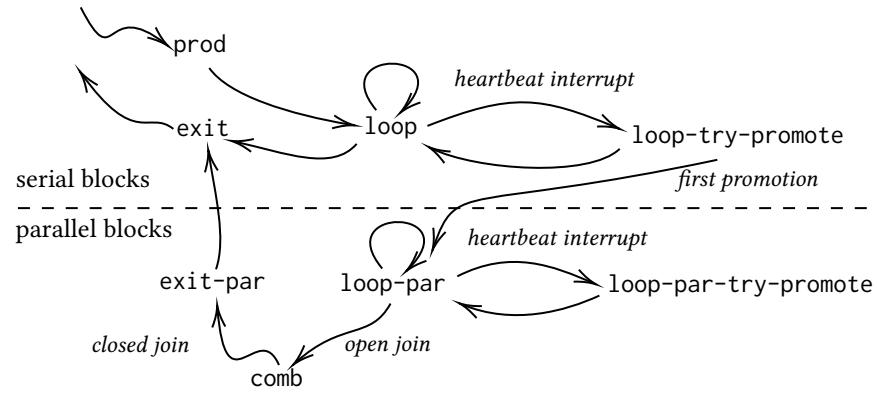 prod
heartbeat interrupt
exit
loop
loop-try-promote
serial blocks
first promotion
parallel blocks
heartbeat interrupt
exit-par
loop-par
loop-par-try-promote
closed join
open join
comb